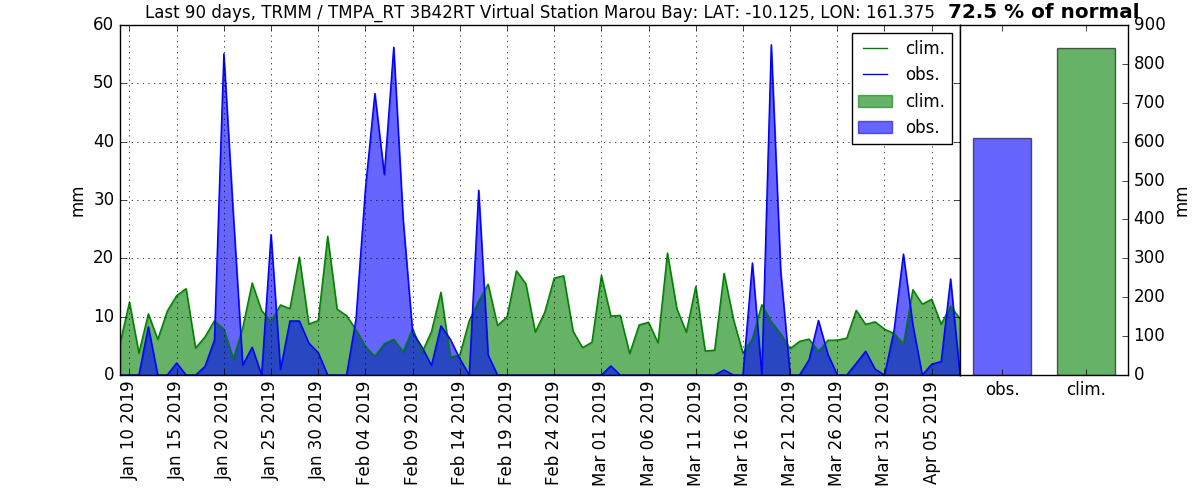 Last 90 days, TRMM / TMPA_RT 3B42RT Virtual Station Marou Bay: LAT: -10.125, LON: 161.375 72.5 % of normal
60
50
40
30
20
10
0
mm
clim.
obs.
clim.
obs.
Jan 10 2019
Jan 15 2019
Jan 20 2019
Jan 25 2019
Jan 30 2019
Feb 04 2019
Feb 09 2019
Feb 14 2019
Feb 19 2019
Feb 24 2019
Mar 01 2019
Mar 06 2019
Mar 11 2019
Mar 16 2019
Mar 21 2019
Mar 26 2019
Mar 31 2019
Apr 05 2019
900
800
700
600
500
400
300
200
100
0
mm
obs.
clim.